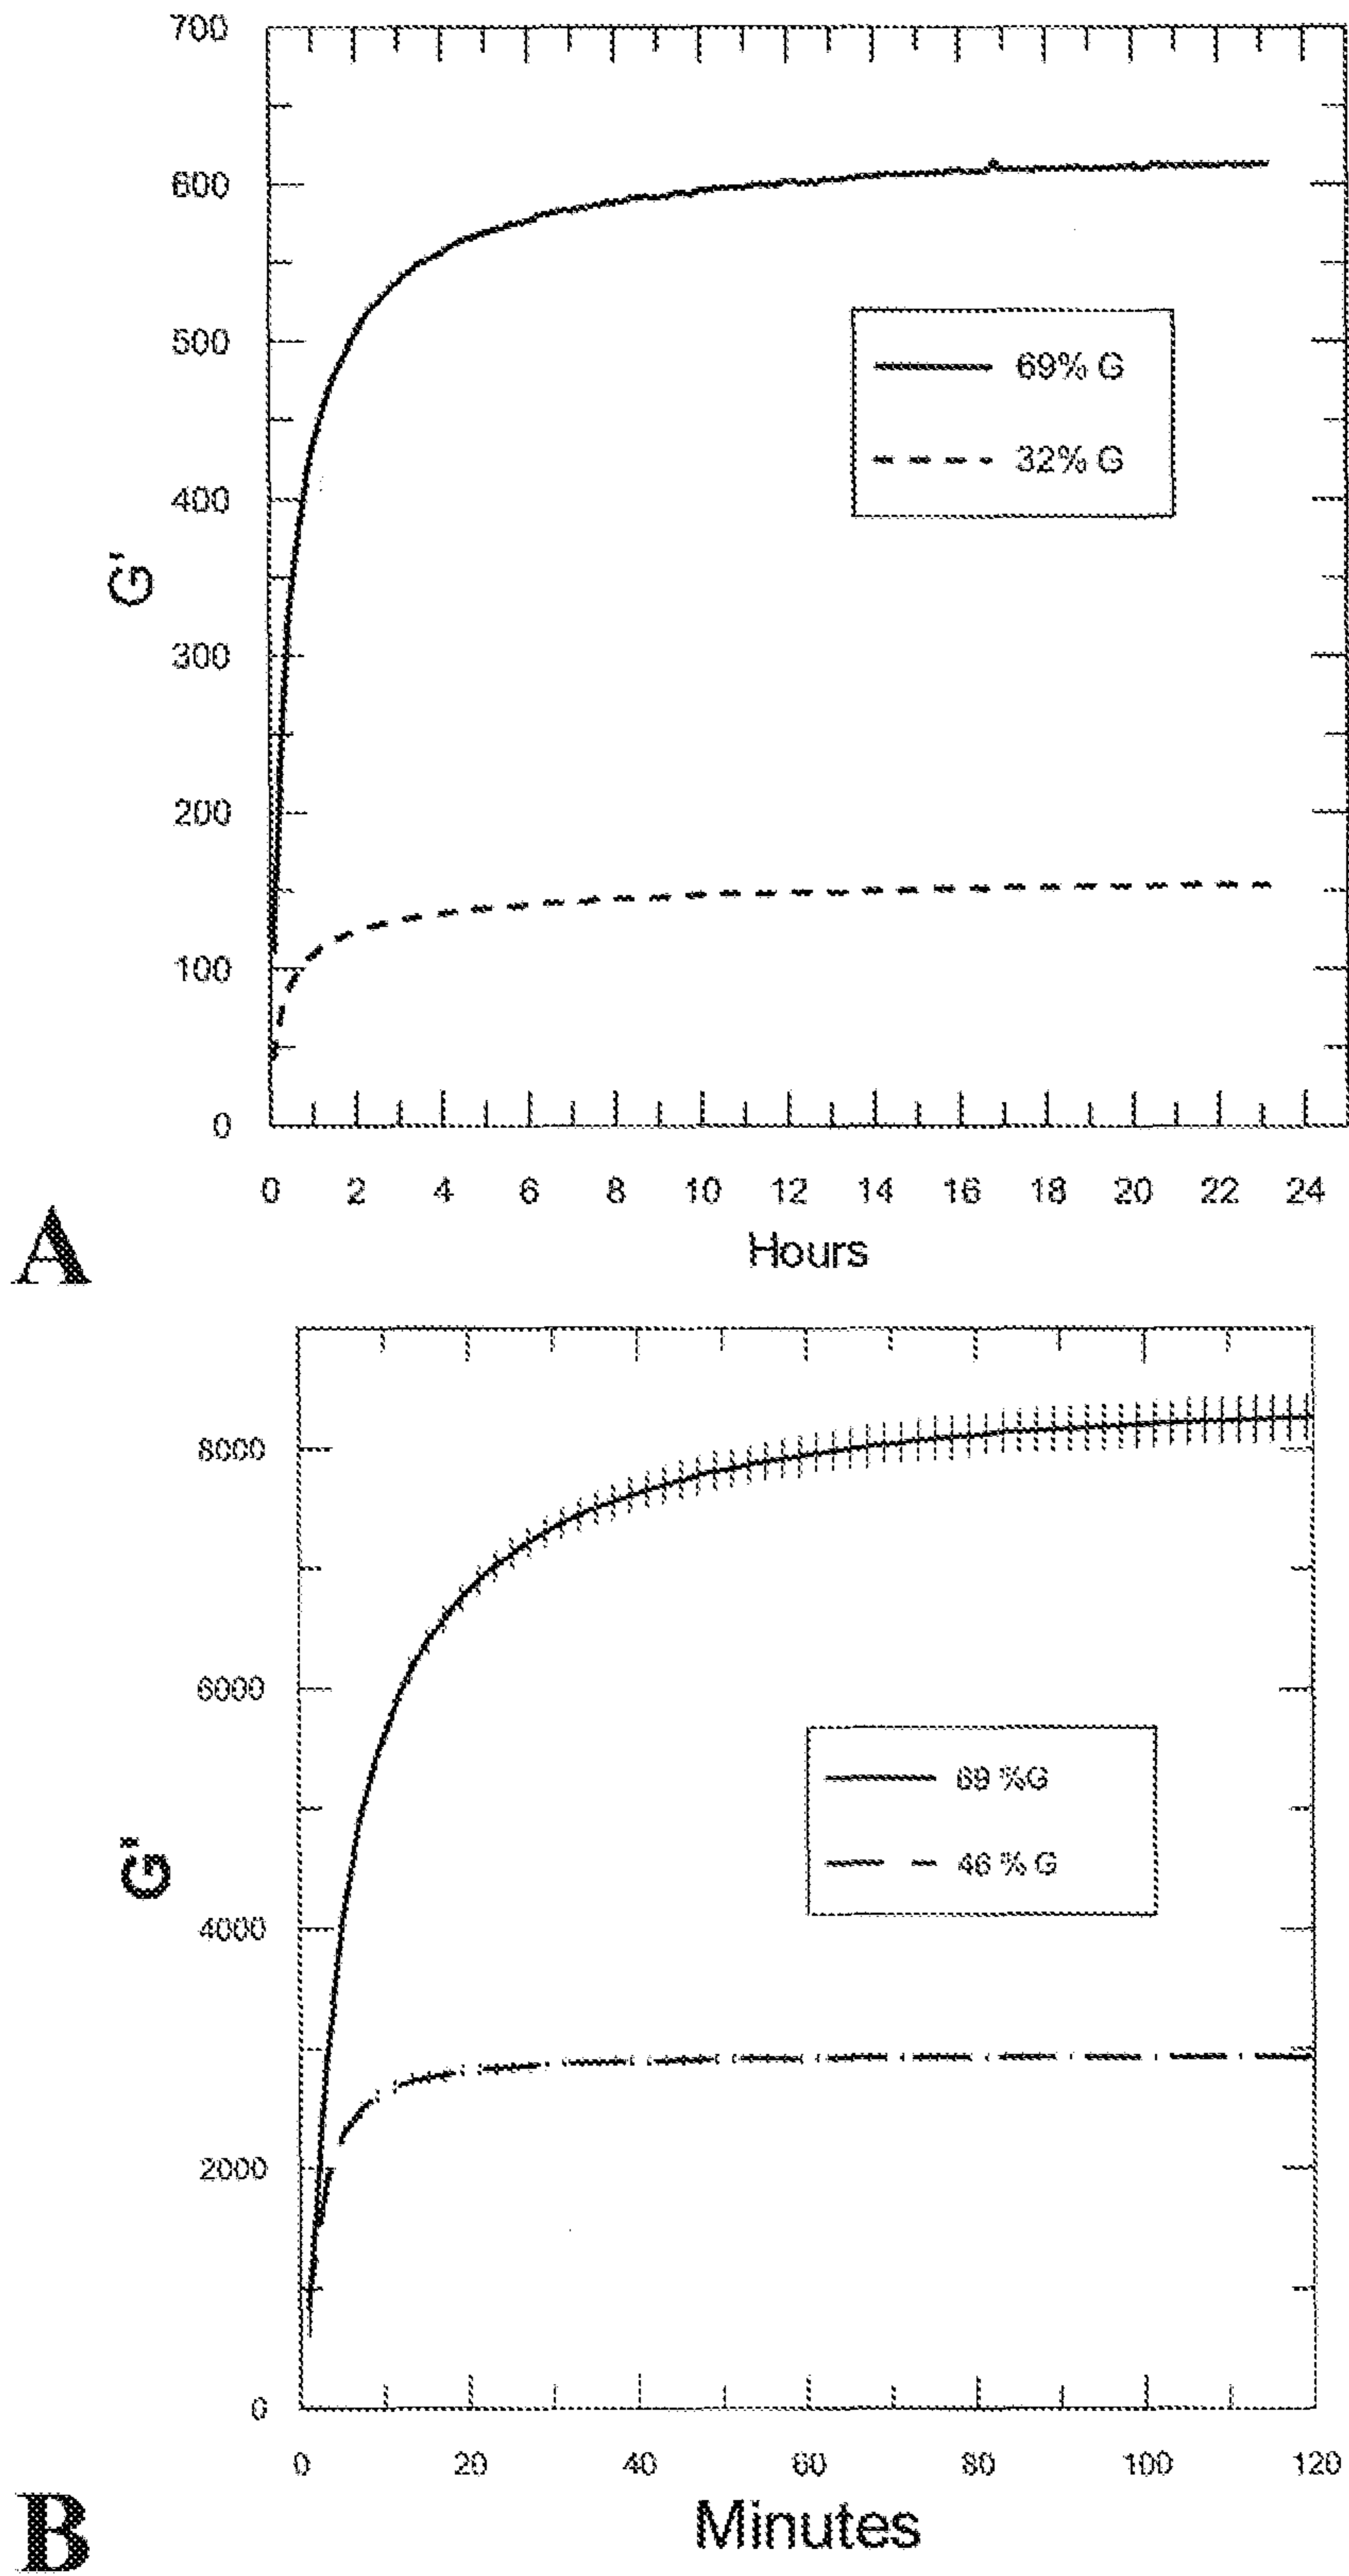 700
600
500
400
300
200
100
0
G'
69% G
32% G
0 2 4 6 8 10 12 14 16 18 20 22 24
Hours
A
8000
6000
4000
2000
0
G'
69 %G
46 % G
0 20 40 60 80 100 120
Minutes
B